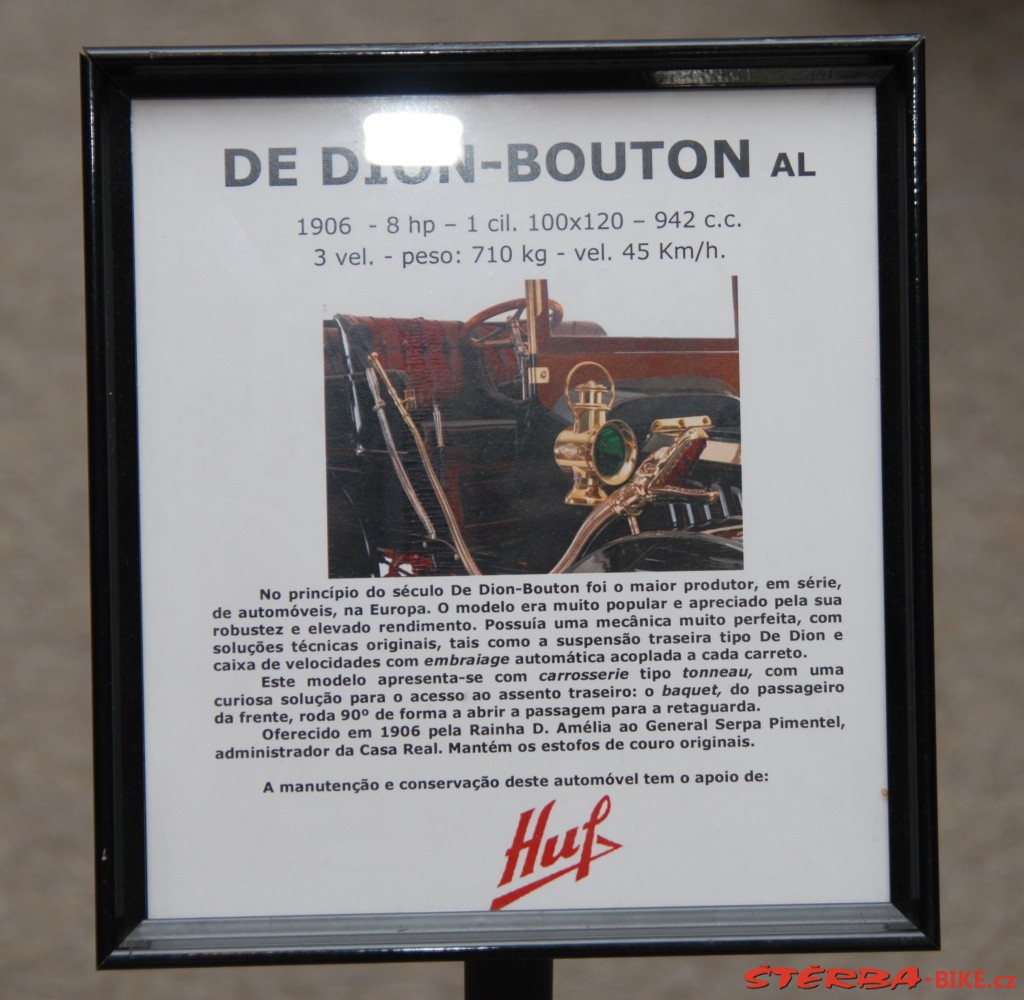 DE DION-BOUTON AL
1906 - 8 hp – 1 cil. 100x120 – 942 c.c.
3 vel. - peso: 710 kg - vel. 45 Km/h.
No princípio do século De Dion-Bouton foi o maior produtor, em série,
de automóveis, na Europa. O modelo era muito popular e apreciado pela sua
robustez e elevado rendimento. Possuía uma mecânica muito perfeita, com
soluções técnicas originais, tais como a suspensão traseira tipo De Dion e
caixa de velocidades com embraiage automática acoplada a cada carreto.
Este modelo apresenta-se com carrosserie tipo tonneau, com uma
curiosa solução para o acesso ao assento traseiro: o baquet, do passageiro
da frente, roda 90º de forma a abrir a passagem para a retaguarda.
Oferecido em 1906 pela Rainha D. Amélia ao General Serpa Pimentel,
administrador da Casa Real. Mantém os estofos de couro originais.
A manutenção e conservação deste automóvel tem o apoio de:
Huf
ŠTĚRBA-BIKE.cz